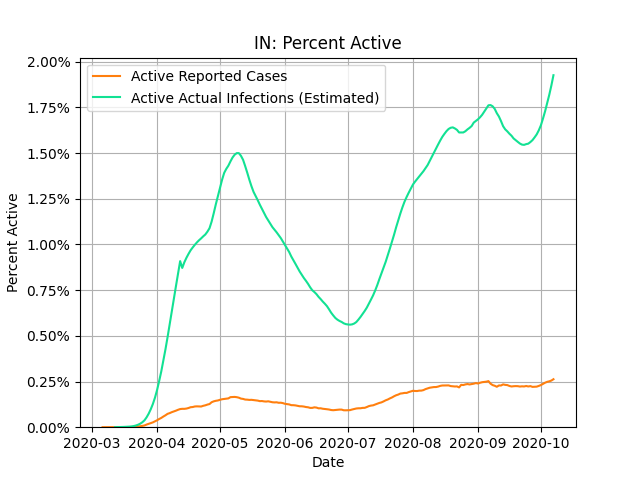 IN: Percent Active
Active Reported Cases
Active Actual Infections (Estimated)
2.00%
1.75%
1.50%
1.25%
1.00%
0.75%
0.50%
0.25%
0.00%
Percent Active
2020-03 2020-04 2020-05 2020-06 2020-07 2020-08 2020-09 2020-10
Date